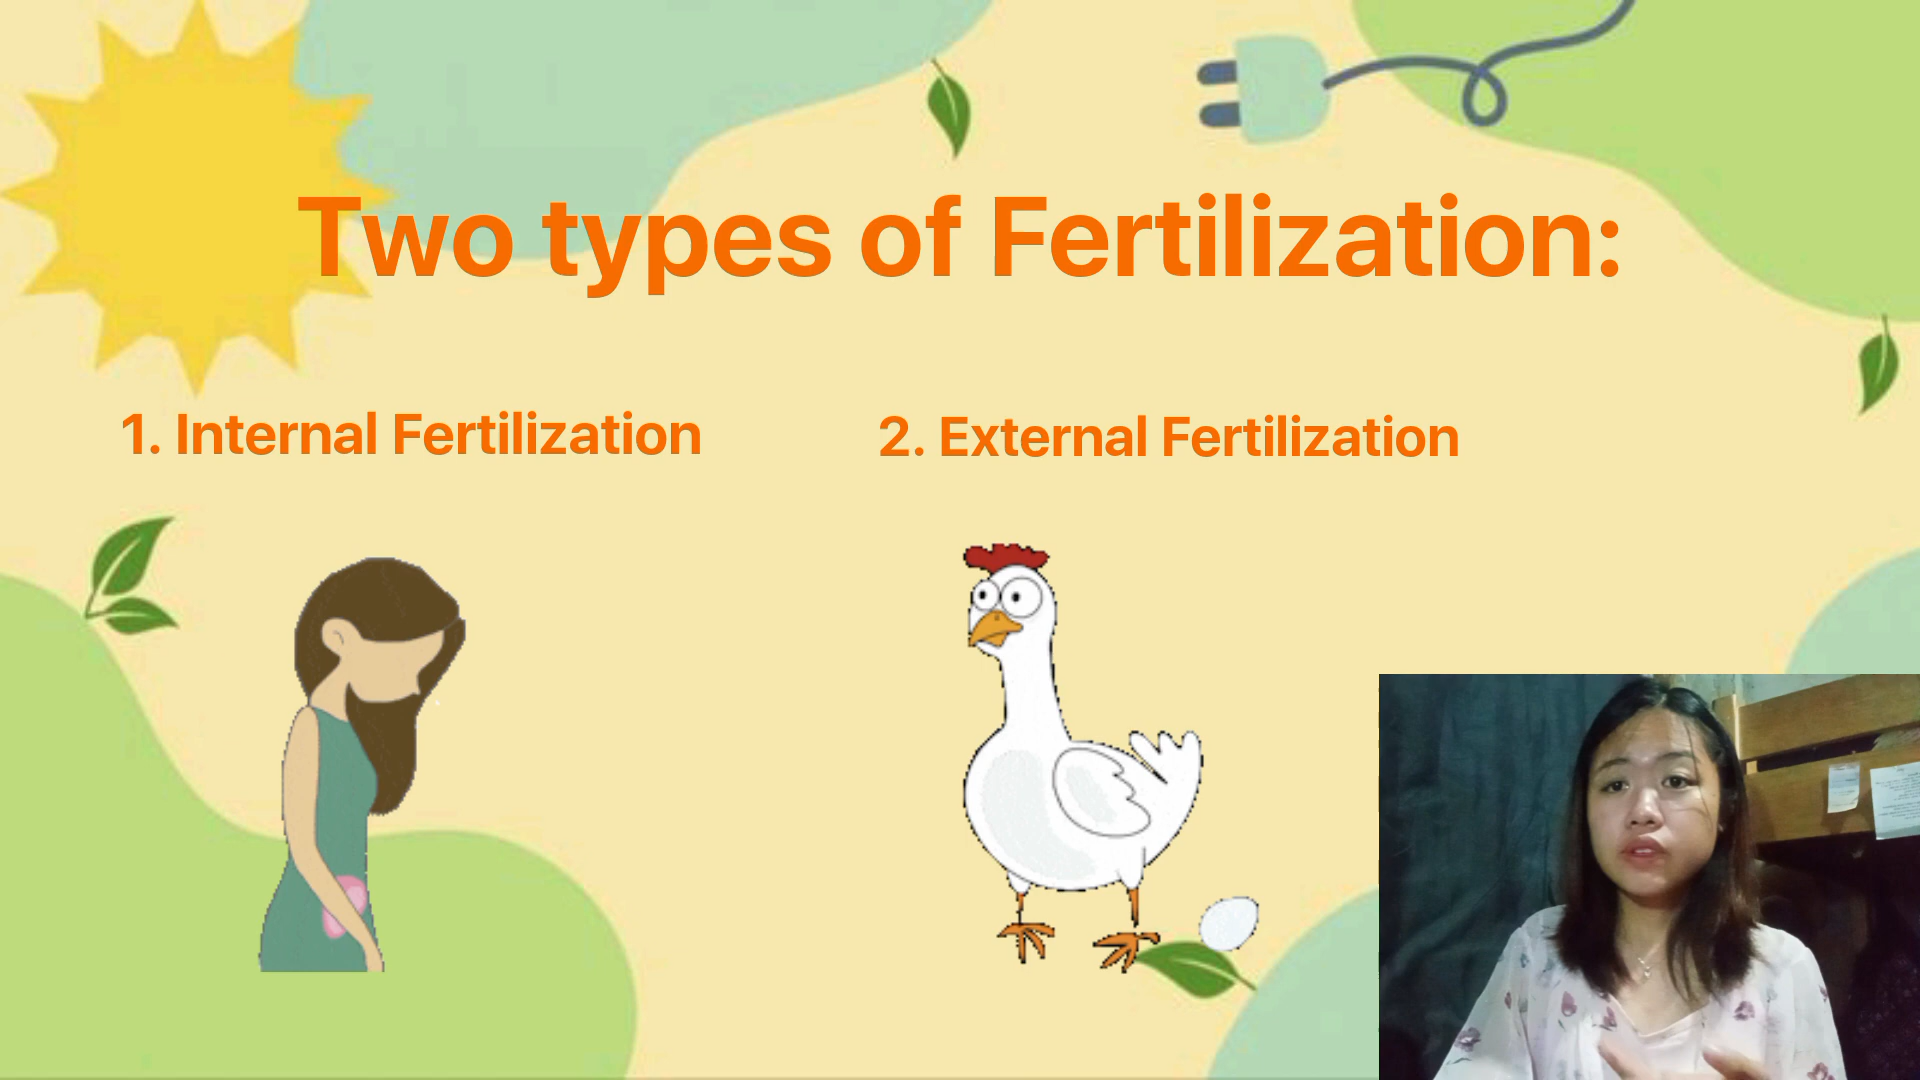 Two types of Fertilization:
1. Internal Fertilization
2. External Fertilization